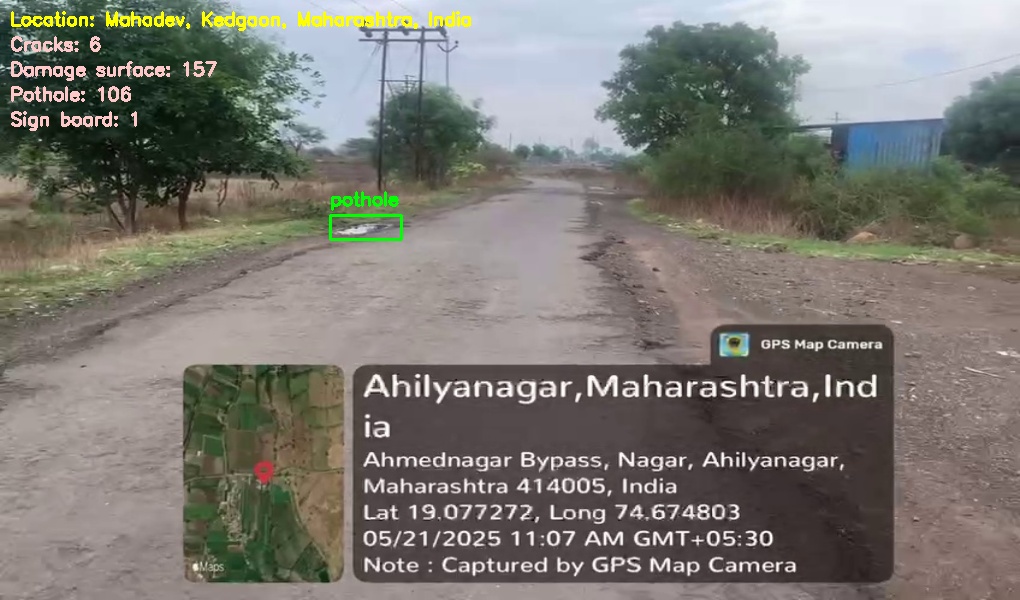 Location: Mahadev, Kedgaon, Maharashtra, India
Cracks: 6
Damage surface: 157
Pothole: 106
Sign board: 1
pothole
GPS Map Camera
Ahilyanagar,Maharashtra,Ind
ia
Ahmednagar Bypass, Nagar, Ahilyanagar,
Maharashtra 414005, India
Lat 19.077272, Long 74.674803
05/21/2025 11:07 AM GMT+05:30
Note : Captured by GPS Map Camera
Maps